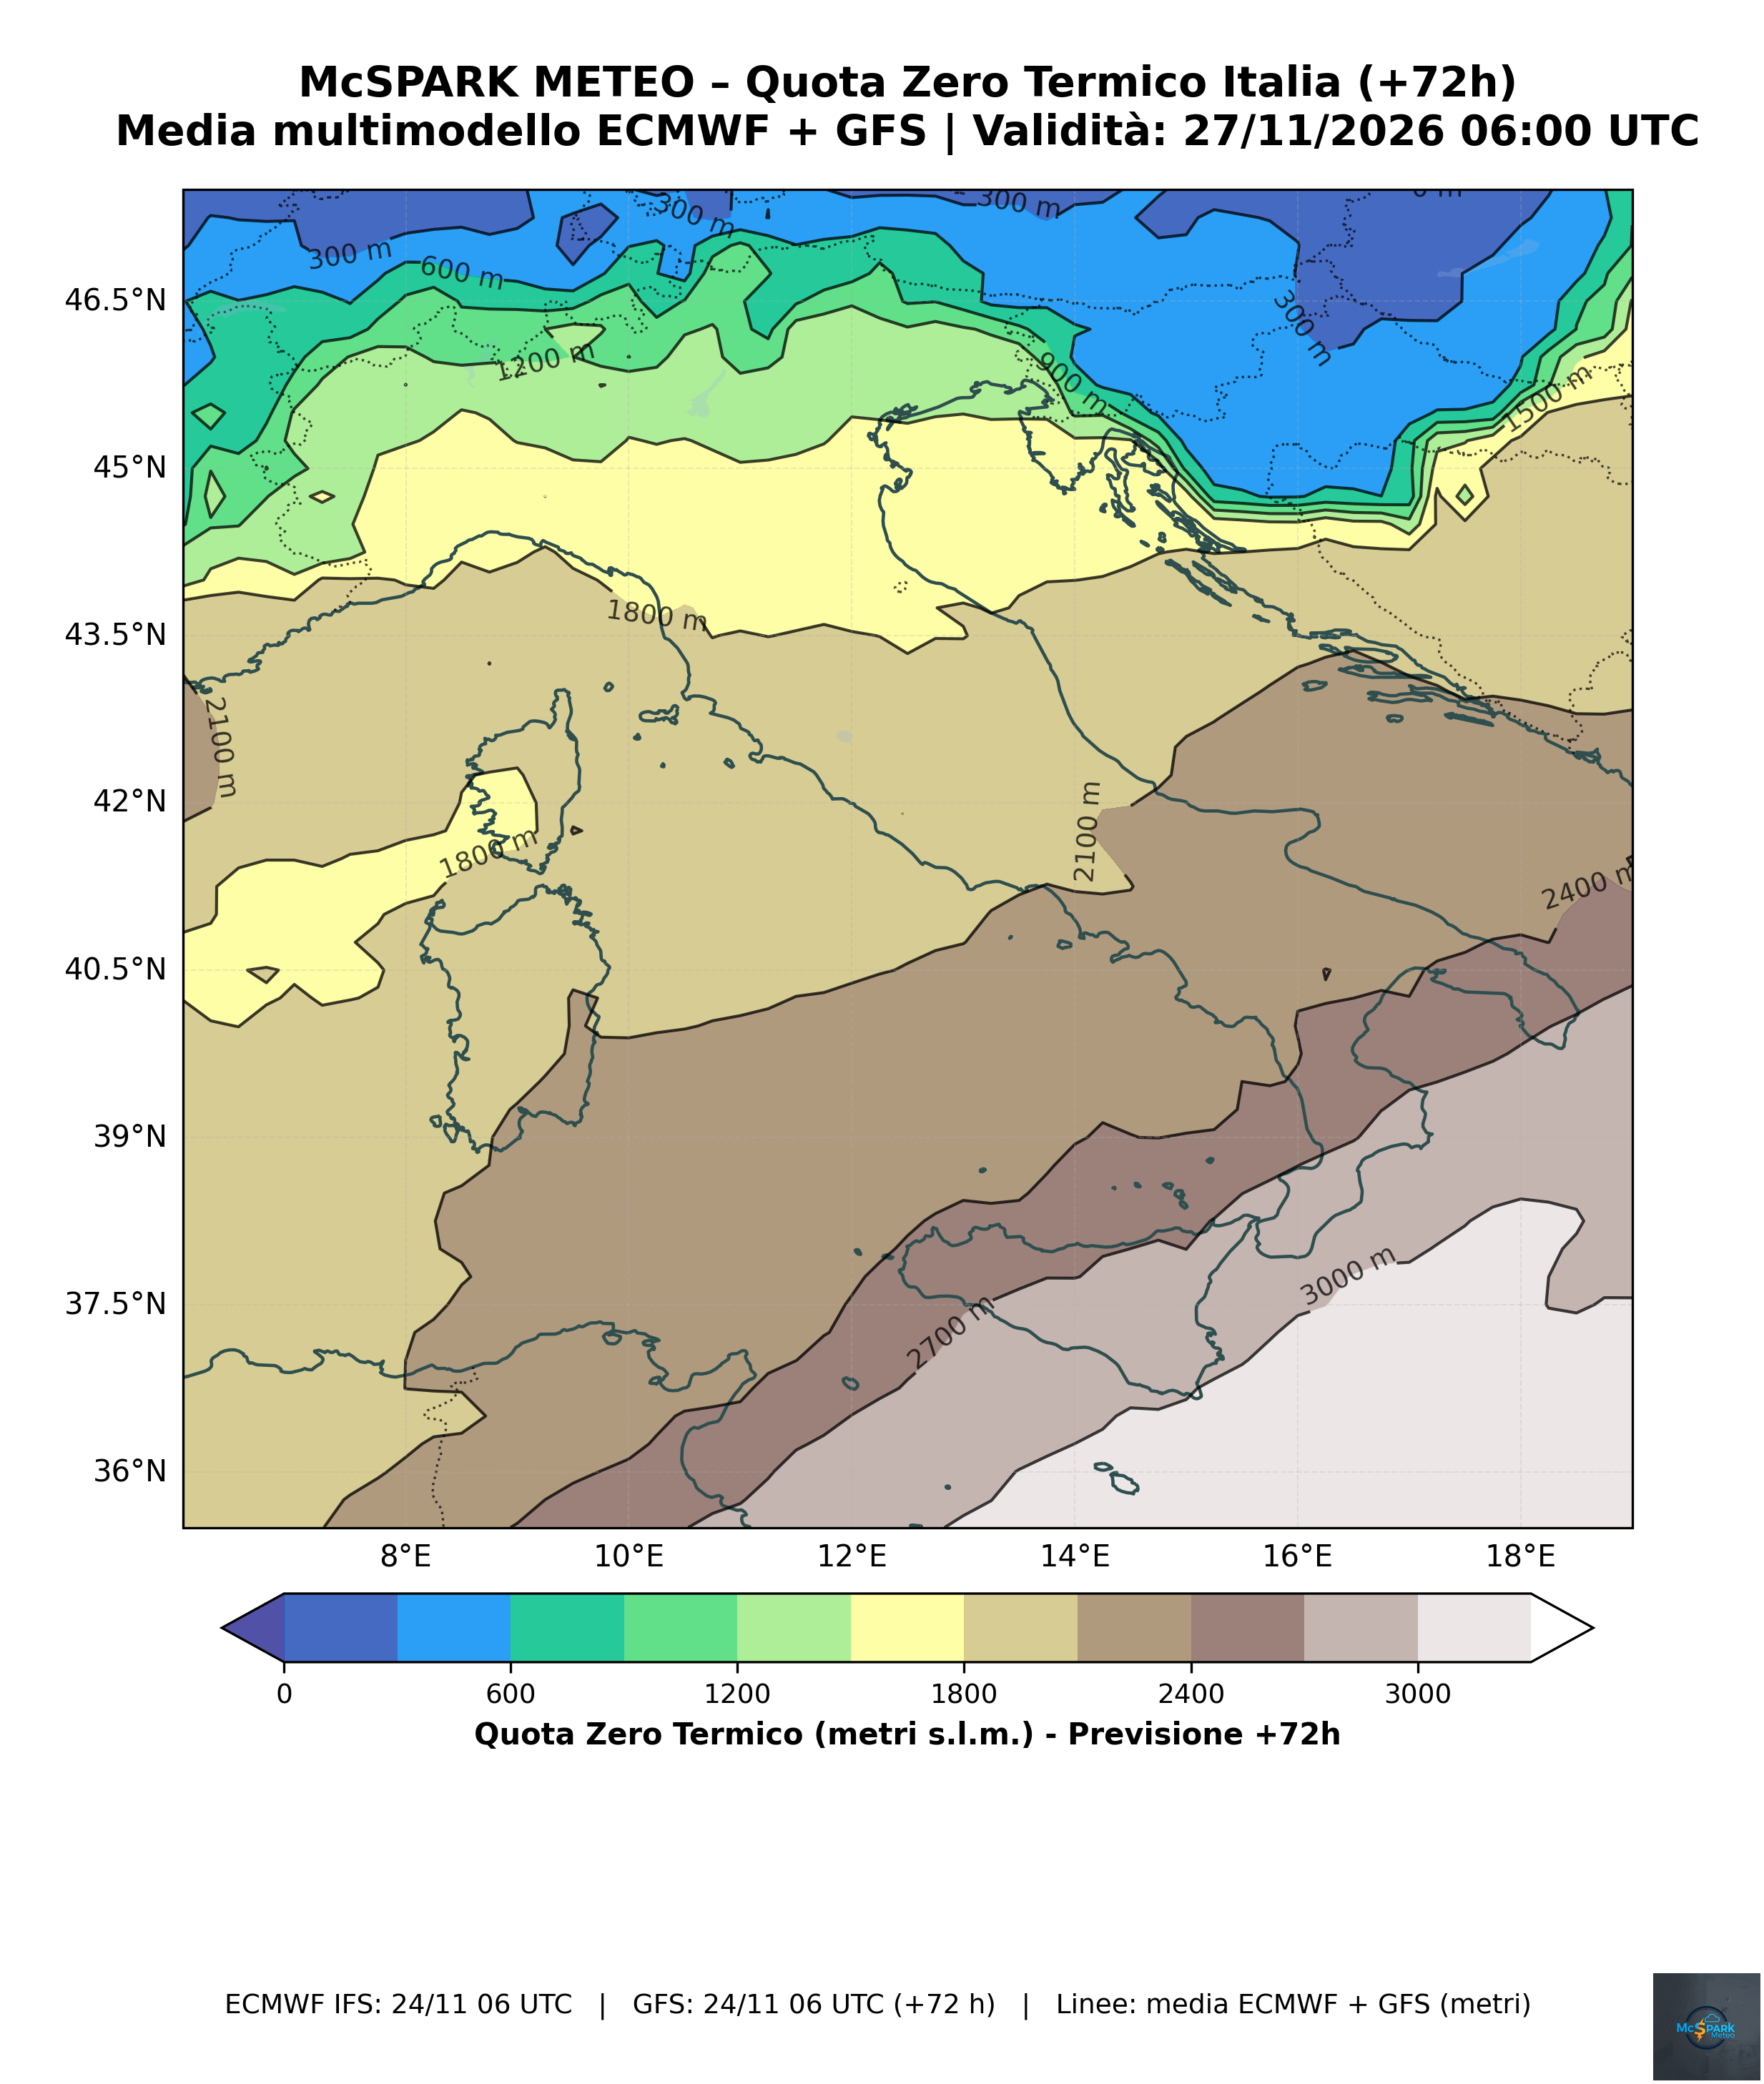 McSPARK METEO – Quota Zero Termico Italia (+72h)
Media multimodello ECMWF + GFS | Validità: 27/11/2026 06:00 UTC
0 m
300 m
300 m
300 m
600 m
46.5°N
300 m
1200 m
900 m
1500 m
45°N
1800 m
43.5°N
2100 m
42°N
2100 m
1800 m
2400 m
40.5°N
39°N
3000 m
37.5°N
2700 m
36°N
8°E 10°E 12°E 14°E 16°E 18°E
0 600 1200 1800 2400 3000
Quota Zero Termico (metri s.l.m.) - Previsione +72h
ECMWF IFS: 24/11 06 UTC | GFS: 24/11 06 UTC (+72 h) | Linee: media ECMWF + GFS (metri)
McSPARK
Meteo